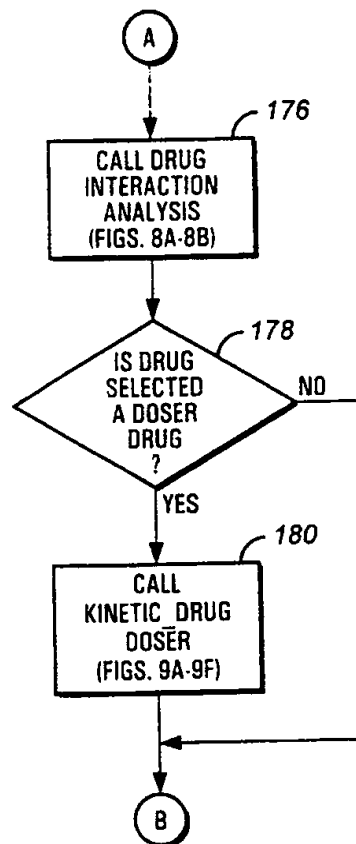 A
176
CALL DRUG
INTERACTION
ANALYSIS
(FIGS. 8A-8B)
178
IS DRUG
SELECTED
A DOSER
DRUG
?
NO
YES
180
CALL
KINETIC_DRUG
DOSER
(FIGS. 9A-9F)
B